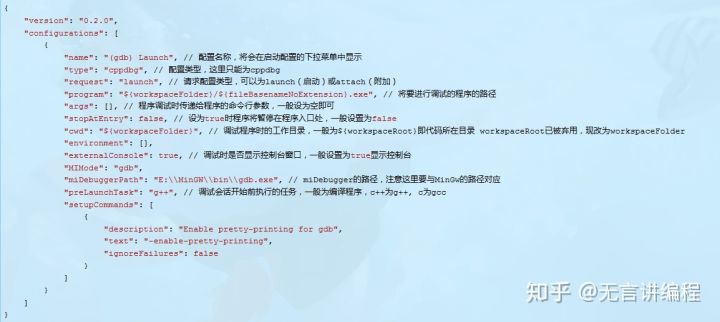 {
    "version": "0.2.0",
    "configurations": [
        {
            "name": "(gdb) Launch", // 配置名称，将会在启动配置的下拉菜单中显示
            "type": "cppdbg", // 配置类型，这里只能为cppdbg
            "request": "launch", // 请求配置类型，可以为launch（启动）或attach（附加）
            "program": "${workspaceFolder}/${fileBasenameNoExtension}.exe", // 将要进行调试的程序的路径
            "args": [], // 程序调试时传递给程序的命令行参数，一般设为空即可
            "stopAtEntry": false, // 设为true时程序将暂停在程序入口处，一般设置为false
            "cwd": "${workspaceFolder}", // 调试程序时的工作目录，一般为${workspaceRoot}即代码所在目录 workspaceRoot已被弃用，现改为workspaceFolder
            "environment": [],
            "externalConsole": true, // 调试时是否显示控制台窗口，一般设置为true显示控制台
            "MIMode": "gdb",
            "miDebuggerPath": "E:\\MinGW\\bin\\gdb.exe", // miDebugger的路径，注意这里要与MinGw的路径对应
            "preLaunchTask": "g++", // 调试会话开始前执行的任务，一般为编译程序，c++为g++, c为gcc
            "setupCommands": [
                {
                    "description": "Enable pretty-printing for gdb",
                    "text": "-enable-pretty-printing",
                    "ignoreFailures": false
                }
            ]
        }
    ]
}
知乎 @无言讲编程